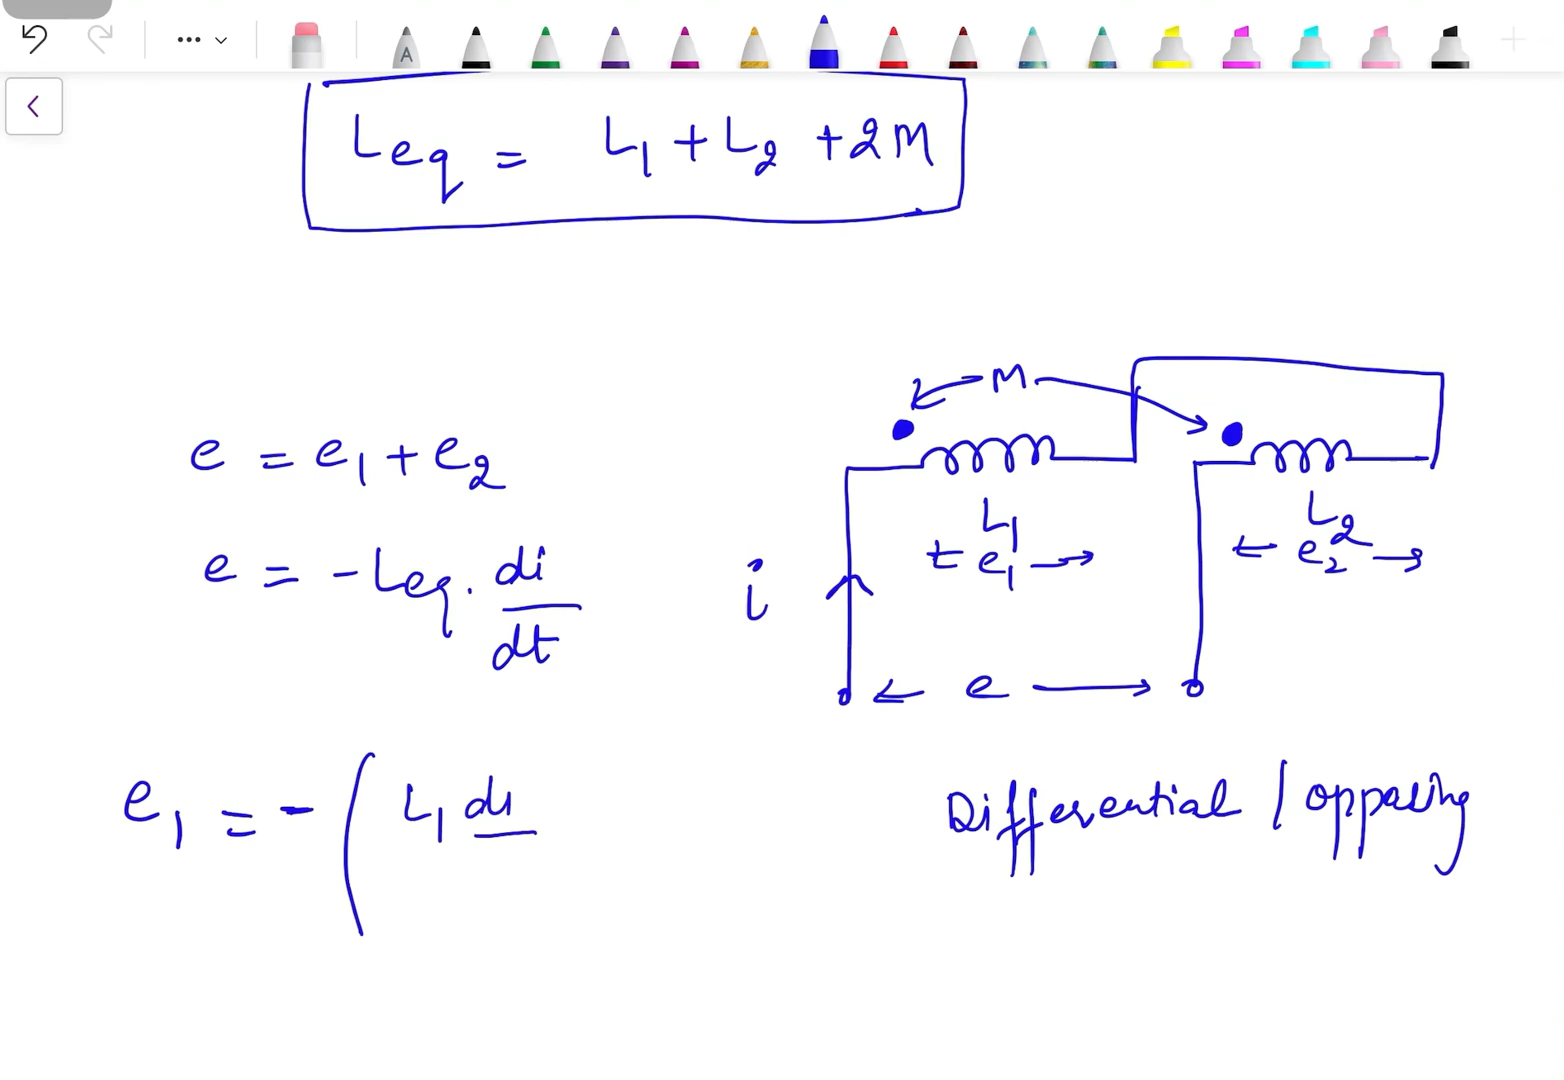 A
Leq = L1 + L2 + 2M
M
e = e1 + e2
L1
L2
e = - Leq. di/dt
i
e1
e2
e
e1 = - ( L1 di
Differential / opposing